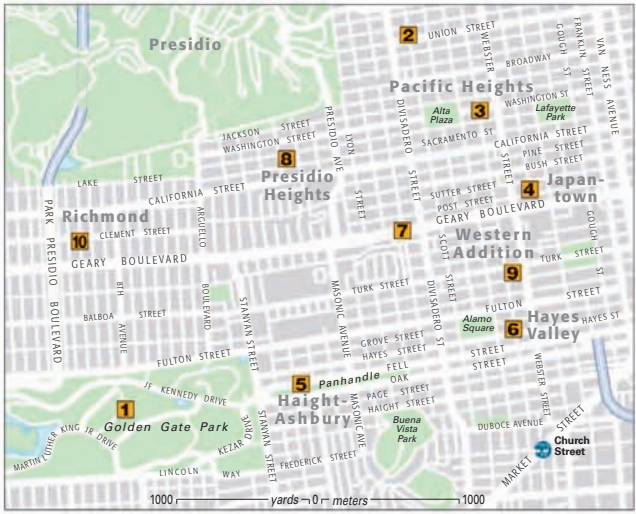 Presidio
2
UNION STREET
WEBSTER
BROADWAY
GOUGH ST
FRANKLIN STREET
VAN NESS AVENUE
Pacific Heights
3
WASHINGTON ST
Alta
Plaza
Lafayette
Park
SACRAMENTO ST
CALIFORNIA STREET
PINE STREET
BUSH STREET
STREET
JACKSON STREET
WASHINGTON STREET
8
Presidio
Heights
PRESIDIO AVE
LYON
STREET
DIVISADERO
STREET
LAKE STREET
CALIFORNIA STREET
SUTTER STREET
POST STREET
GEARY BOULEVARD
4
Japan-
town
Richmond
10
CLEMENT STREET
ARGUELLO
BOULEVARD
GEARY BOULEVARD
PARK PRESIDIO BOULEVARD
7
Western
Addition
9
SCOTT STREET
TURK STREET
GOUGH ST
8TH
AVENUE
BALBOA STREET
STANYAN STREET
MASONIC AVENUE
TURK STREET
DIVISADERO ST
FULTON STREET
Alamo
Square
6
Hayes
Valley
HAYES ST
FULTON STREET
GROVE STREET
HAYES STREET
STREET
STREET
5
Panhandle
FELL
OAK
PAGE STREET
HAIGHT STREET
Haight-
Ashbury
JF KENNEDY DRIVE
1
Golden Gate Park
MARTIN LUTHER KING JR DRIVE
KEZAR DRIVE
STANYAN STREET
MASONIC AVE
Buena
Vista
Park
WEBSTER STREET
DUBOCE AVENUE
MARKET STREET
Church
Street
FREDERICK STREET
LINCOLN WAY
1000 yards 0 meters 1000